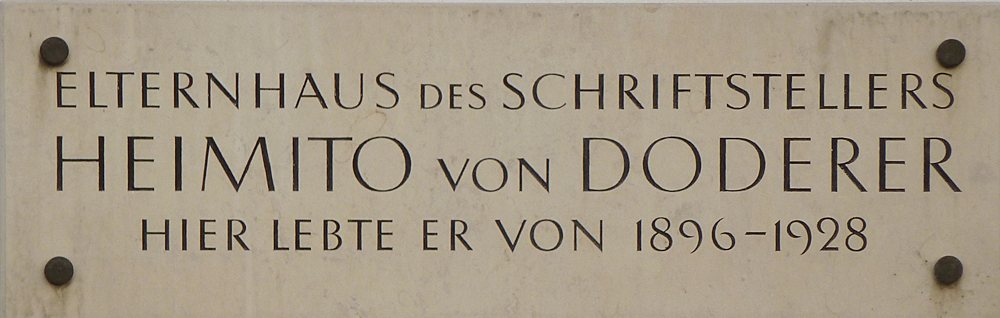 ELTERNHAUS DES SCHRIFTSTELLERS
HEIMITO VON DODERER
HIER LEBTE ER VON 1896-1928